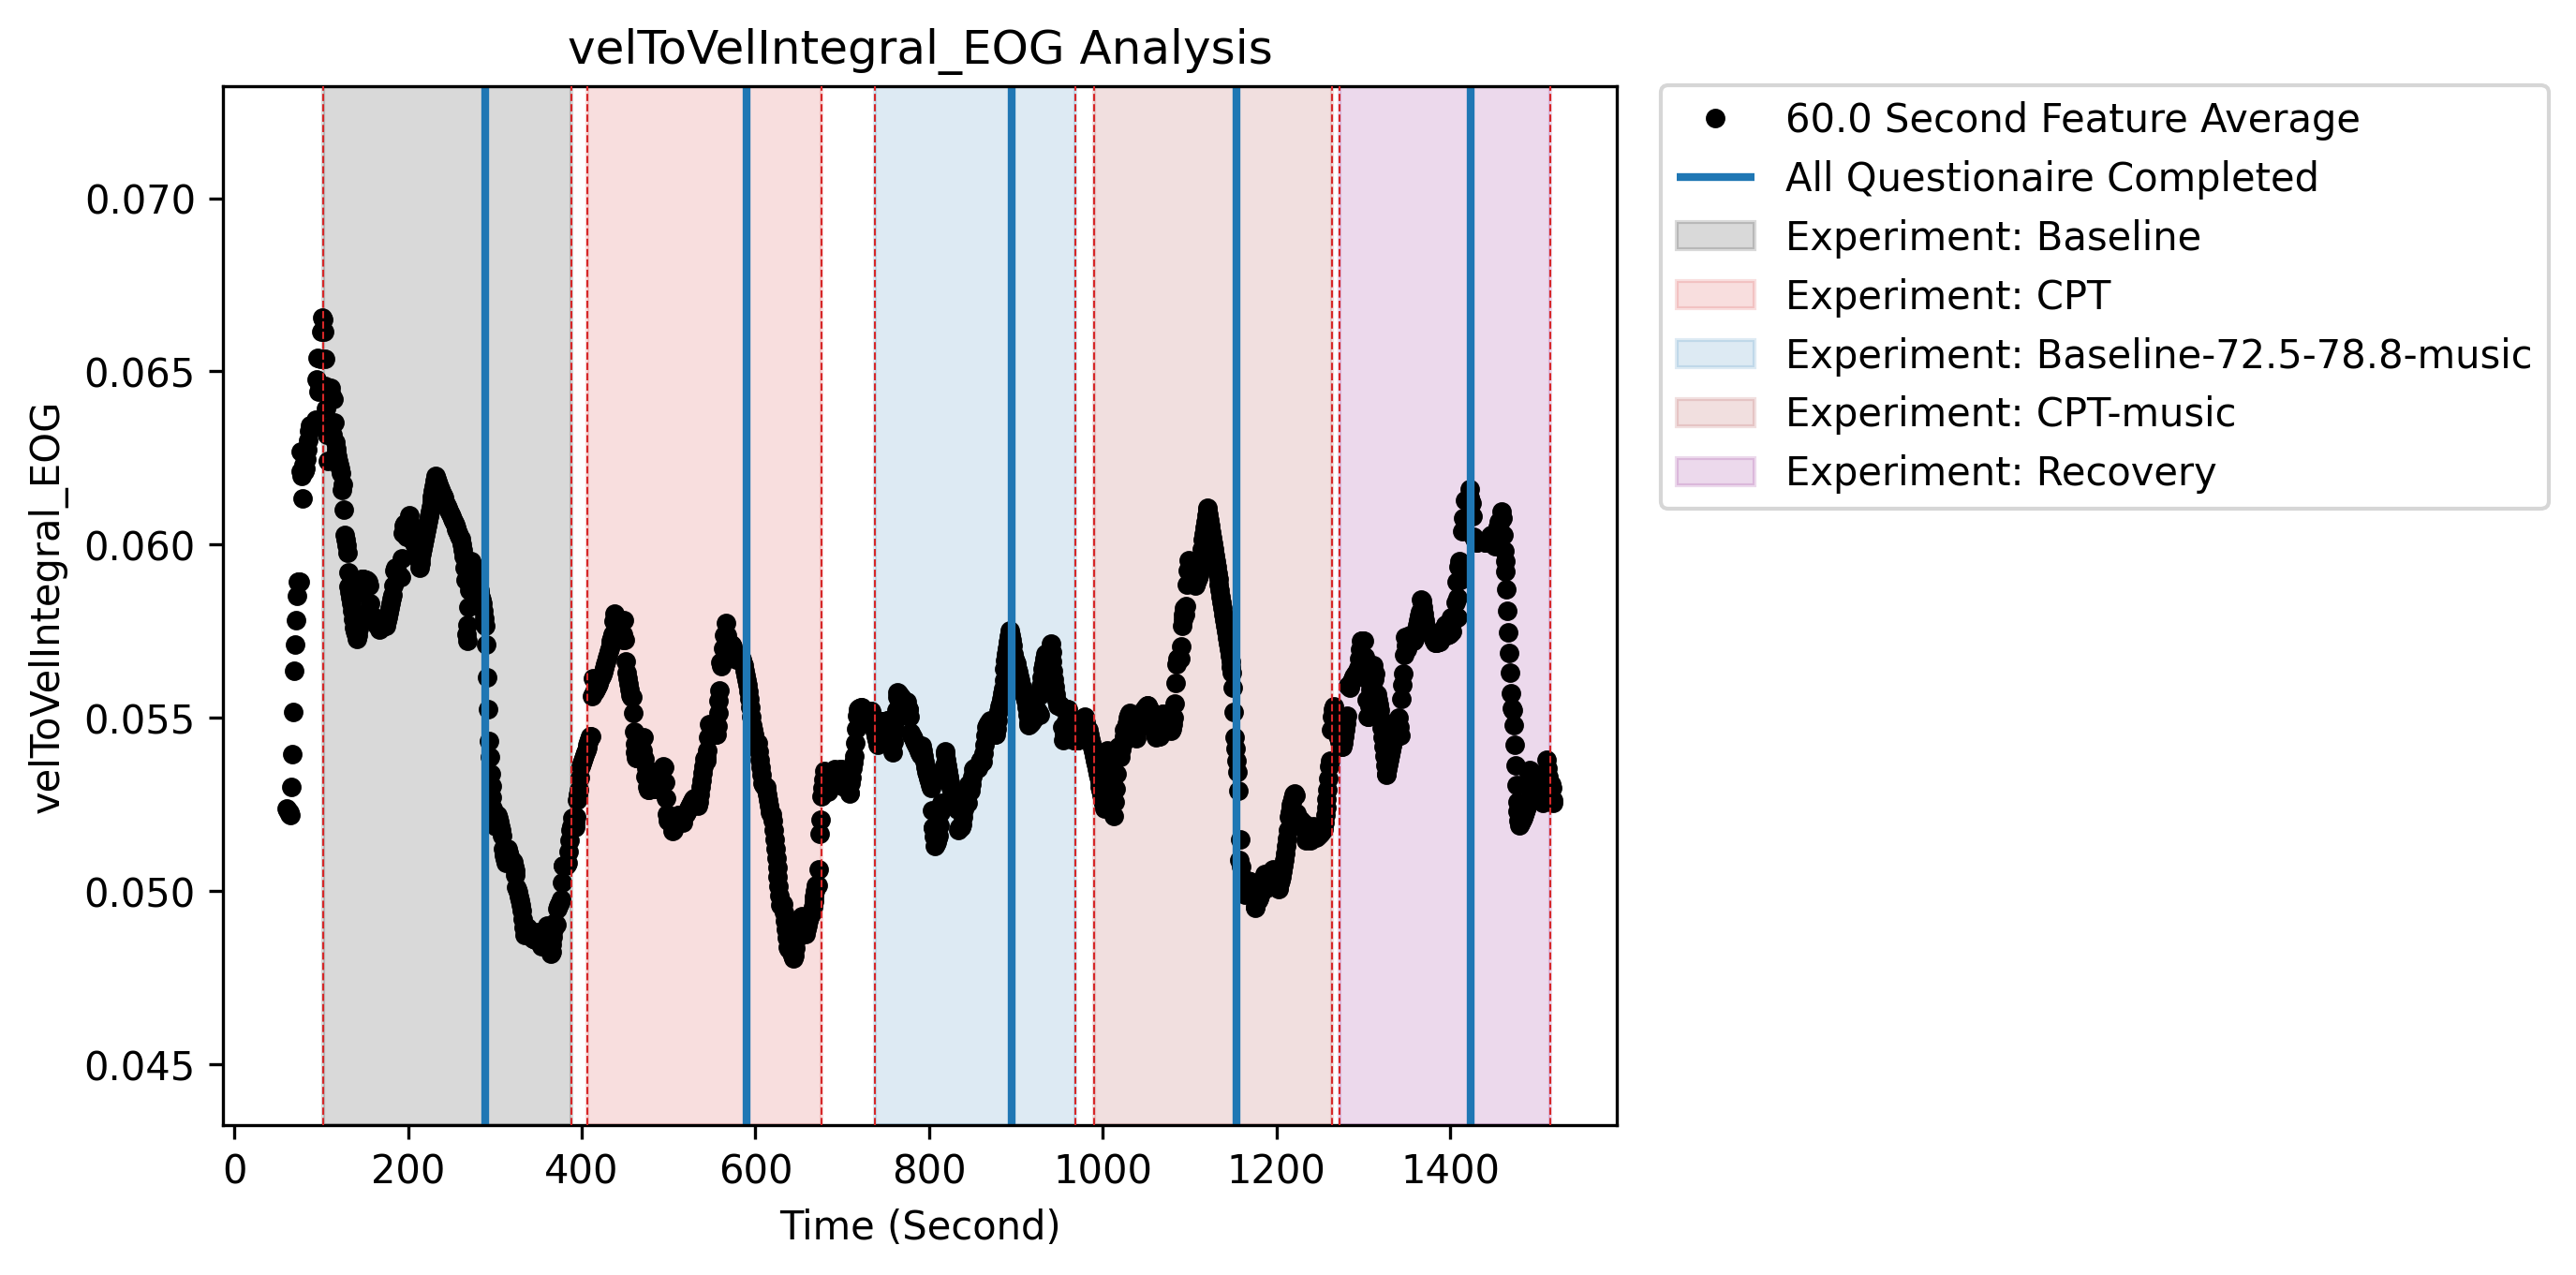 velToVelIntegral_EOG Analysis
velToVelIntegral_EOG
0.070
0.065
0.060
0.055
0.050
0.045
0
200
400
600
800
1000
1200
1400
Time (Second)
60.0 Second Feature Average
All Questionaire Completed
Experiment: Baseline
Experiment: CPT
Experiment: Baseline-72.5-78.8-music
Experiment: CPT-music
Experiment: Recovery